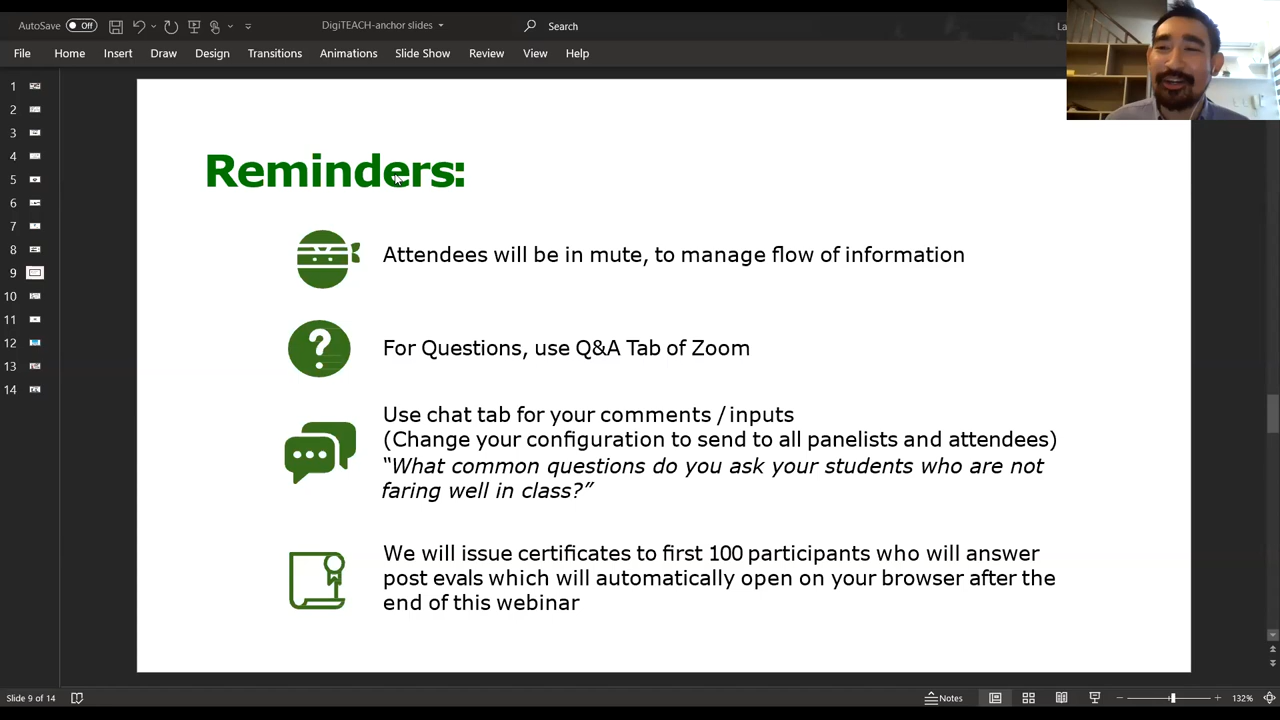 AutoSave Off
DigiTEACH-anchor slides
Search
File Home Insert Draw Design Transitions Animations Slide Show Review View Help
1
2
3
4
5
6
7
8
9
10
11
12
13
14
Reminders:
Attendees will be in mute, to manage flow of information
?
For Questions, use Q&A Tab of Zoom
Use chat tab for your comments / inputs
(Change your configuration to send to all panelists and attendees)
“What common questions do you ask your students who are not
faring well in class?”
We will issue certificates to first 100 participants who will answer
post evals which will automatically open on your browser after the
end of this webinar
Slide 9 of 14
Notes
132%